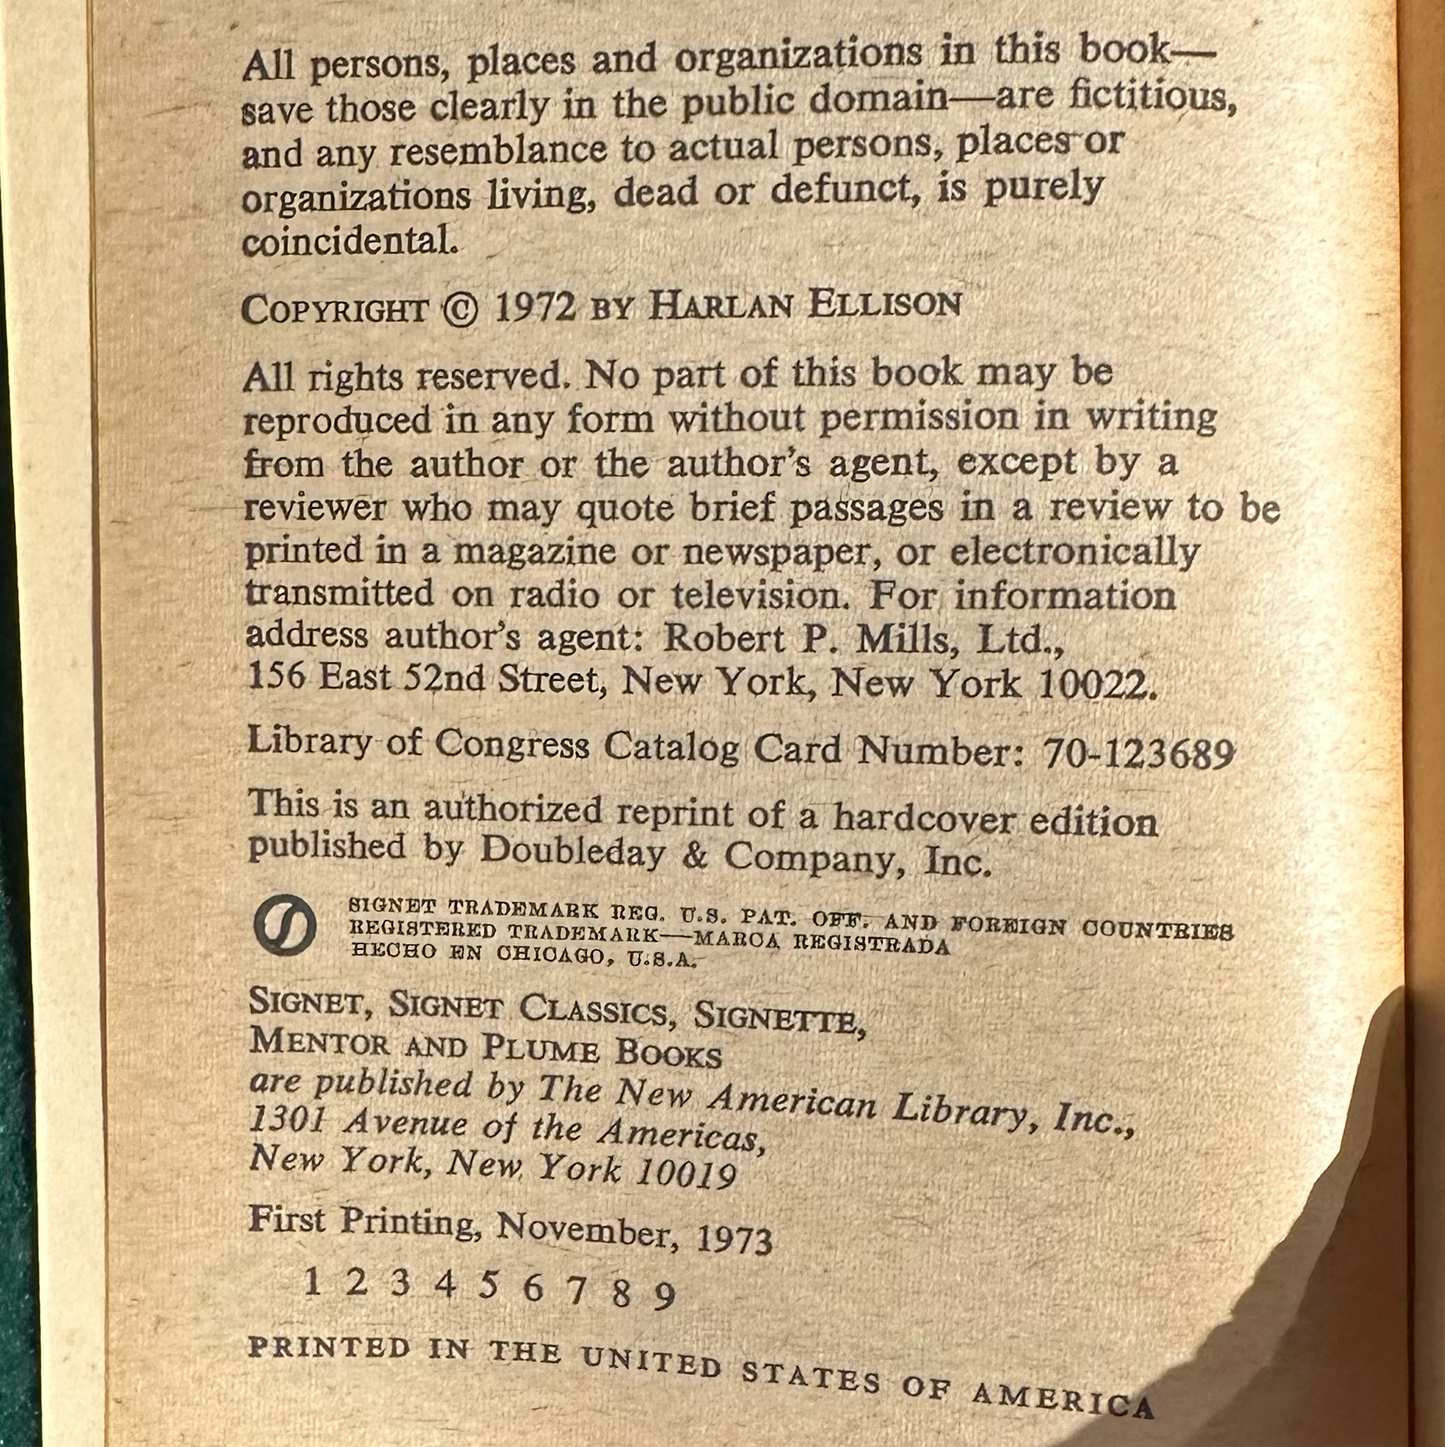 All persons, places and organizations in this book—
save those clearly in the public domain—are fictitious,
and any resemblance to actual persons, places or
organizations living, dead or defunct, is purely
coincidental.
COPYRIGHT © 1972 BY HARLAN ELLISON
All rights reserved. No part of this book may be
reproduced in any form without permission in writing
from the author or the author's agent, except by a
reviewer who may quote brief passages in a review to be
printed in a magazine or newspaper, or electronically
transmitted on radio or television. For information
address author's agent: Robert P. Mills, Ltd.,
156 East 52nd Street, New York, New York 10022.
Library of Congress Catalog Card Number: 70-123689
This is an authorized reprint of a hardcover edition
published by Doubleday & Company, Inc.
SIGNET TRADEMARK REG. U.S. PAT. OFF. AND FOREIGN COUNTRIES
REGISTERED TRADEMARK—MARCA REGISTRADA
HECHO EN CHICAGO, U.S.A.
SIGNET, SIGNET CLASSICS, SIGNETTE,
MENTOR AND PLUME BOOKS
are published by The New American Library, Inc.,
1301 Avenue of the Americas,
New York, New York 10019
First Printing, November, 1973
1 2 3 4 5 6 7 8 9
PRINTED IN THE UNITED STATES OF AMERICA